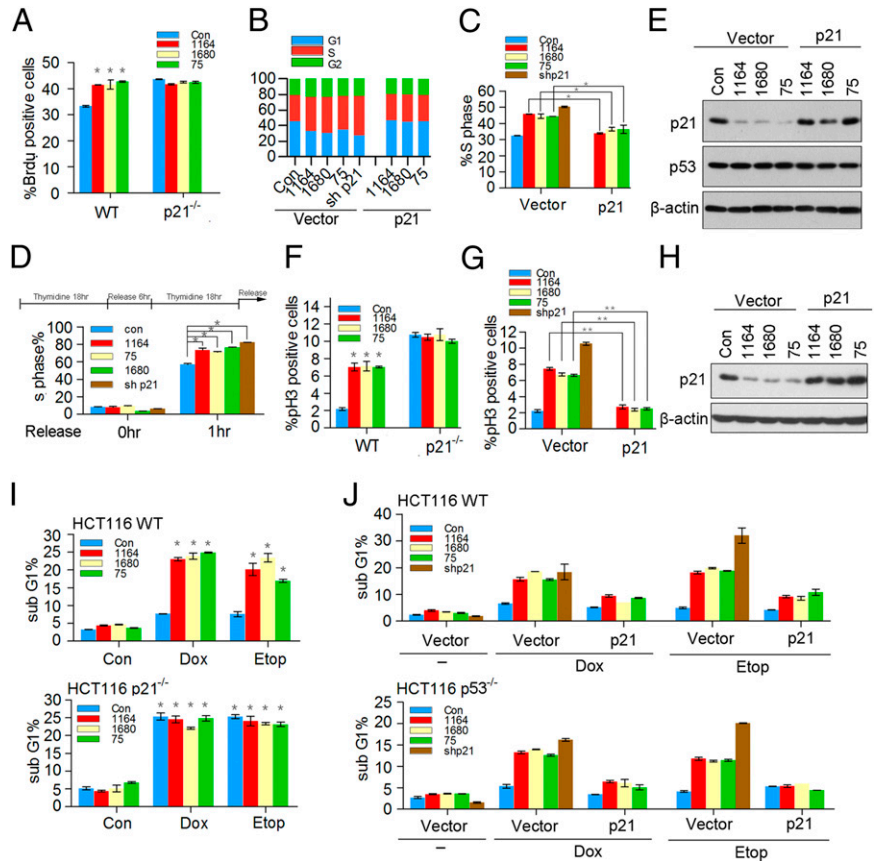 A
Con
1164
1680
75
%Brdμ positive cells
50
40
30
20
10
0
* * *
WT
p21-/-
B
G1
S
G2
100
80
60
40
20
0
Con
1164
1680
75
sh p21
1164
1680
75
Vector
p21
C
Con
1164
1680
75
shp21
%S phase
60
50
40
30
20
10
0
*
*
*
Vector
p21
E
Vector
p21
Con
1164
1680
75
1164
1680
75
p21
p53
β-actin
D
Thymidine 18hr
Release 6hr
Thymidine 18hr
Release
con
1164
75
1680
sh p21
s phase%
100
80
60
40
20
0
*
*
*
*
Release
0hr
1hr
F
Con
1164
1680
75
%pH3 positive cells
12
10
8
6
4
2
0
* * *
WT
p21-/-
G
Con
1164
1680
75
shp21
%pH3 positive cells
12
10
8
6
4
2
0
**
**
**
Vector
p21
H
Vector
p21
Con
1164
1680
75
1164
1680
75
p21
β-actin
I
HCT116 WT
Con
1164
1680
75
sub G1%
30
25
20
15
10
5
0
* * *
* * *
Con
Dox
Etop
HCT116 p21-/-
Con
1164
1680
75
sub G1%
30
25
20
15
10
5
0
* * * *
* * * *
Con
Dox
Etop
J
HCT116 WT
Con
1164
1680
75
shp21
sub G1%
40
30
20
10
0
Vector
Vector
p21
Vector
p21
–
Dox
Etop
HCT116 p53-/-
Con
1164
1680
75
shp21
sub G1%
25
20
15
10
5
0
Vector
Vector
p21
Vector
p21
–
Dox
Etop